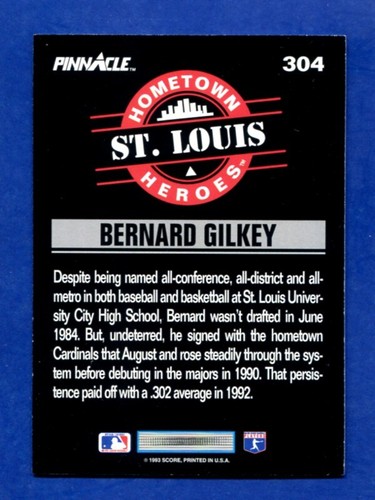 PINNACLE™ 304
HOMETOWN
ST. LOUIS
HEROES™
BERNARD GILKEY
Despite being named all-conference, all-district and all-
metro in both baseball and basketball at St. Louis Univer-
sity City High School, Bernard wasn't drafted in June
1984. But, undeterred, he signed with the hometown
Cardinals that August and rose steadily through the sys-
tem before debuting in the majors in 1990. That persis-
tence paid off with a .302 average in 1992.
© 1993 SCORE, PRINTED IN U.S.A.